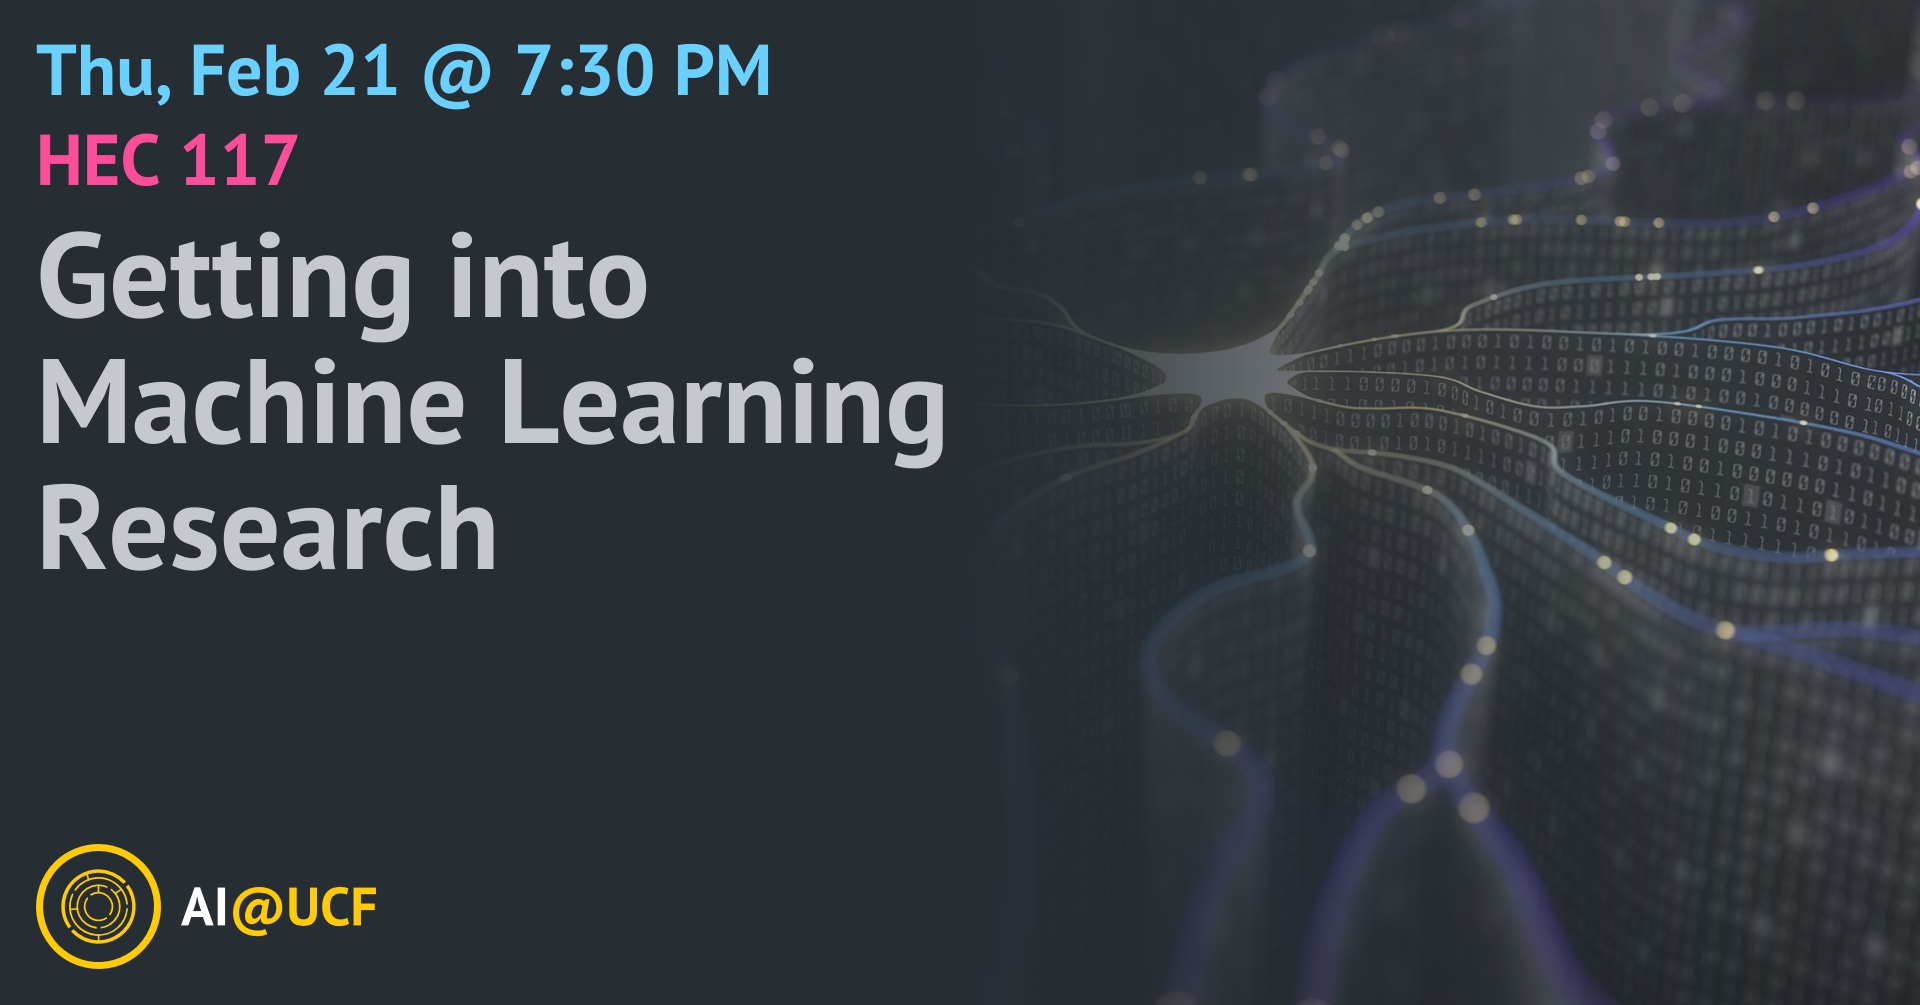 Thu, Feb 21 @ 7:30 PM
HEC 117
Getting into
Machine Learning
Research
AI@UCF